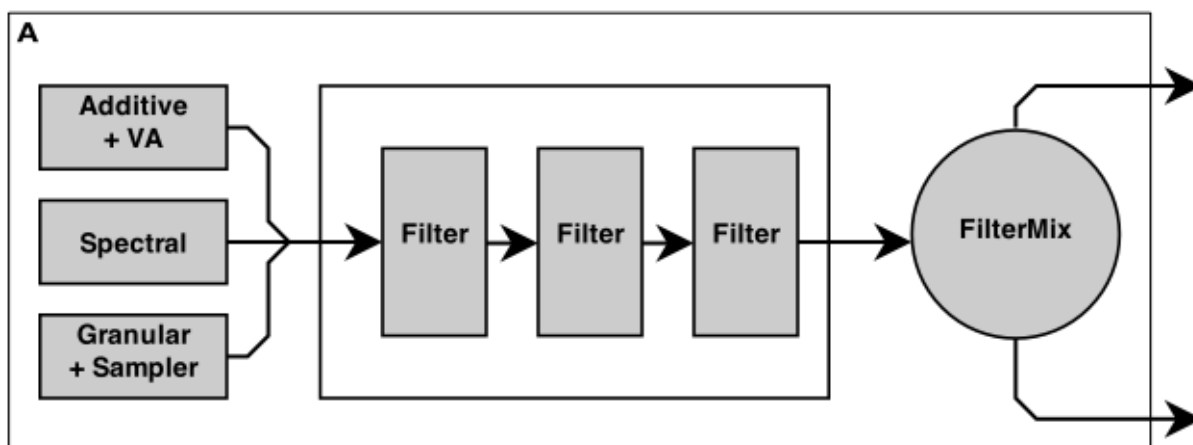 A
Additive
+ VA
Spectral
Granular
+ Sampler
Filter
Filter
Filter
FilterMix